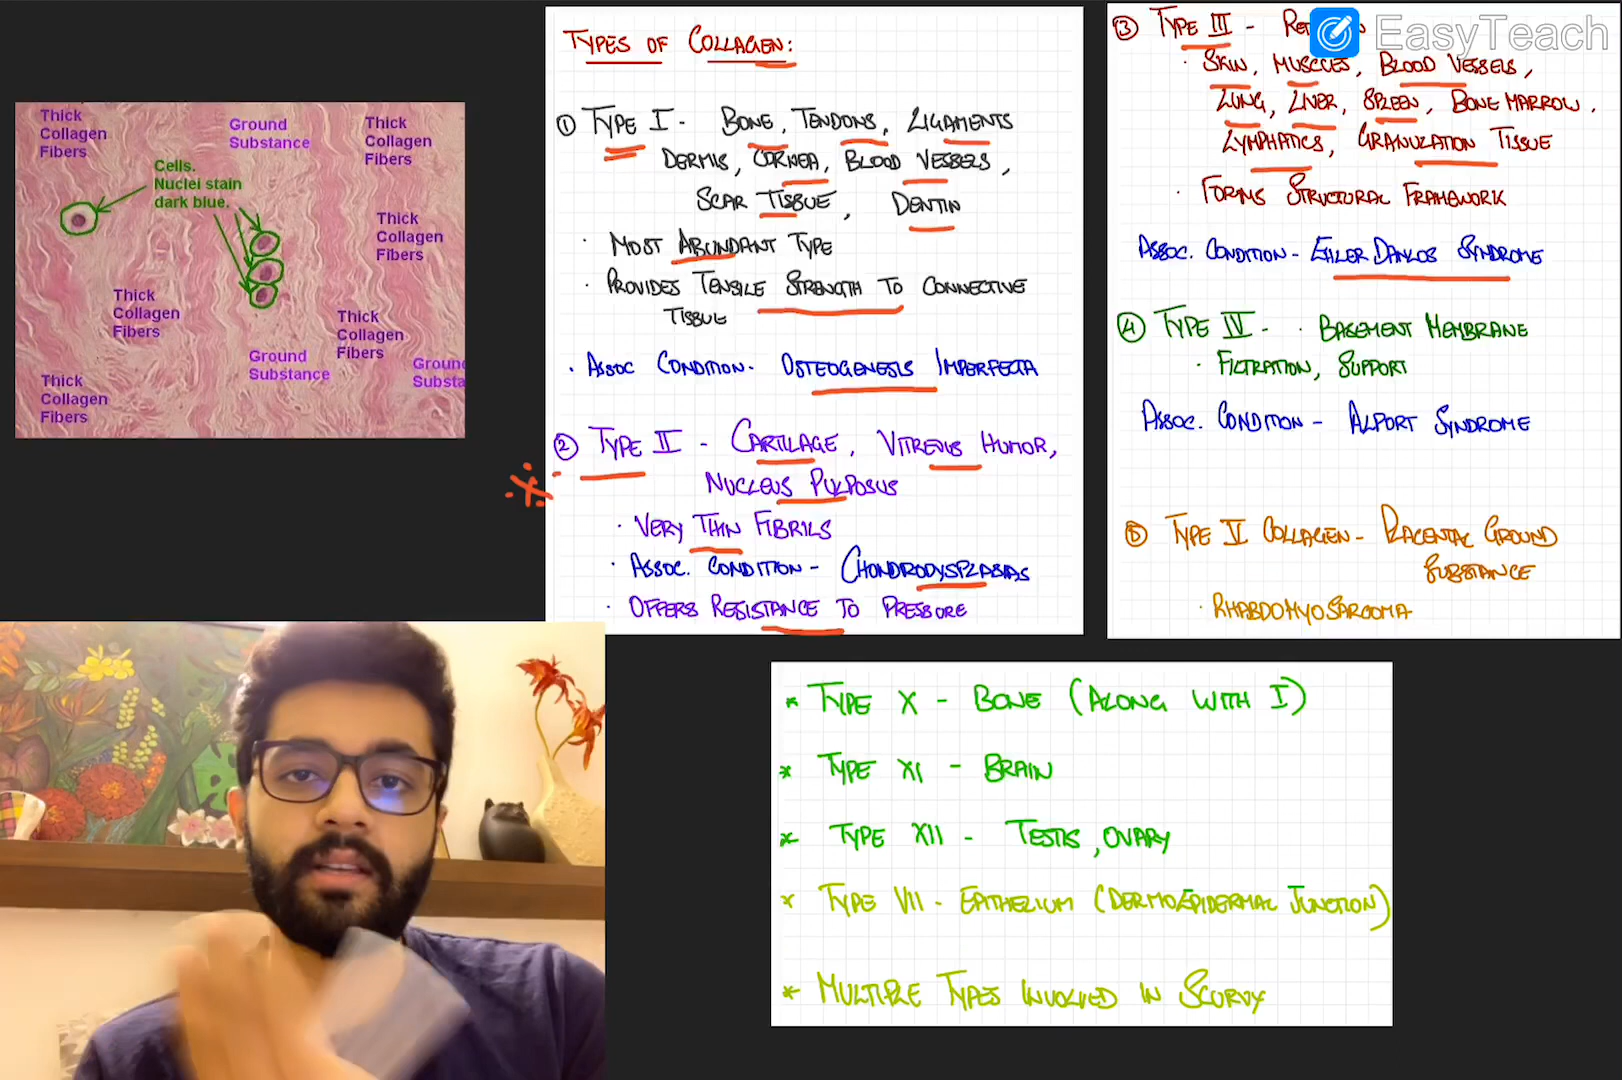 Thick
Collagen
Fibers
Ground
Substance
Thick
Collagen
Fibers
Cells.
Nuclei stain
dark blue.
Thick
Collagen
Fibers
Thick
Collagen
Fibers
Thick
Collagen
Fibers
Ground
Substance
Ground
Substa
Thick
Collagen
Fibers
TYPES OF COLLAGEN:
① TYPE I - BONE, TENDONS, LIGAMENTS
DERMIS, CORNEA, BLOOD VESSELS,
SCAR TISSUE, DENTIN
· MOST ABUNDANT TYPE
· PROVIDES TENSILE STRENGTH TO CONNECTIVE
TISSUE
· ASSOC CONDITION - OSTEOGENESIS IMPERFECTA
② TYPE II - CARTILAGE, VITREOUS HUMOR,
NUCLEUS PULPOSUS
· VERY THIN FIBRILS
· ASSOC. CONDITION - CHONDRODYSPLASIAS
· OFFERS RESISTANCE TO PRESSURE
③ TYPE III -
EasyTeach
· SKIN, MUSCLES, BLOOD VESSELS,
LUNG, LIVER, SPLEEN, BONE MARROW,
LYMPHATICS, GRANULATION TISSUE
· FORMS STRUCTURAL FRAMEWORK
ASSOC. CONDITION - EHLER DANLOS SYNDROME
④ TYPE IV - · BASEMENT MEMBRANE
· FILTRATION, SUPPORT
ASSOC. CONDITION - ALPORT SYNDROME
⑤ TYPE V COLLAGEN - PLACENTAL GROUND
SUBSTANCE
· RHABDOMYOSARCOMA
* TYPE X - BONE (ALONG WITH I)
* TYPE XI - BRAIN
* TYPE XII - TESTIS, OVARY
* TYPE VII - EPITHELIUM (DERMOEPIDERMAL JUNCTION)
* MULTIPLE TYPES INVOLVED IN SCURVY